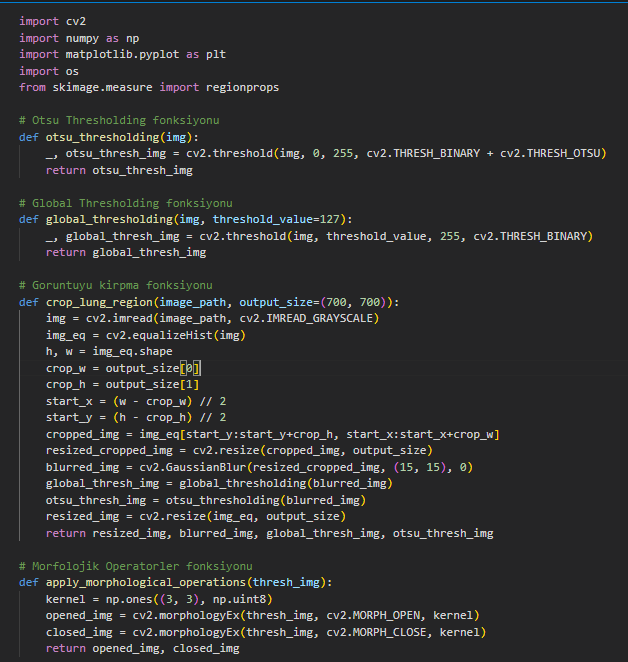 import cv2
import numpy as np
import matplotlib.pyplot as plt
import os
from skimage.measure import regionprops
# Otsu Thresholding fonksiyonu
def otsu_thresholding(img):
    _, otsu_thresh_img = cv2.threshold(img, 0, 255, cv2.THRESH_BINARY + cv2.THRESH_OTSU)
    return otsu_thresh_img
# Global Thresholding fonksiyonu
def global_thresholding(img, threshold_value=127):
    _, global_thresh_img = cv2.threshold(img, threshold_value, 255, cv2.THRESH_BINARY)
    return global_thresh_img
# Goruntuyu kirpma fonksiyonu
def crop_lung_region(image_path, output_size=(700, 700)):
    img = cv2.imread(image_path, cv2.IMREAD_GRAYSCALE)
    img_eq = cv2.equalizeHist(img)
    h, w = img_eq.shape
    crop_w = output_size[0]
    crop_h = output_size[1]
    start_x = (w - crop_w) // 2
    start_y = (h - crop_h) // 2
    cropped_img = img_eq[start_y:start_y+crop_h, start_x:start_x+crop_w]
    resized_cropped_img = cv2.resize(cropped_img, output_size)
    blurred_img = cv2.GaussianBlur(resized_cropped_img, (15, 15), 0)
    global_thresh_img = global_thresholding(blurred_img)
    otsu_thresh_img = otsu_thresholding(blurred_img)
    resized_img = cv2.resize(img_eq, output_size)
    return resized_img, blurred_img, global_thresh_img, otsu_thresh_img
# Morfolojik Operatorler fonksiyonu
def apply_morphological_operations(thresh_img):
    kernel = np.ones((3, 3), np.uint8)
    opened_img = cv2.morphologyEx(thresh_img, cv2.MORPH_OPEN, kernel)
    closed_img = cv2.morphologyEx(thresh_img, cv2.MORPH_CLOSE, kernel)
    return opened_img, closed_img